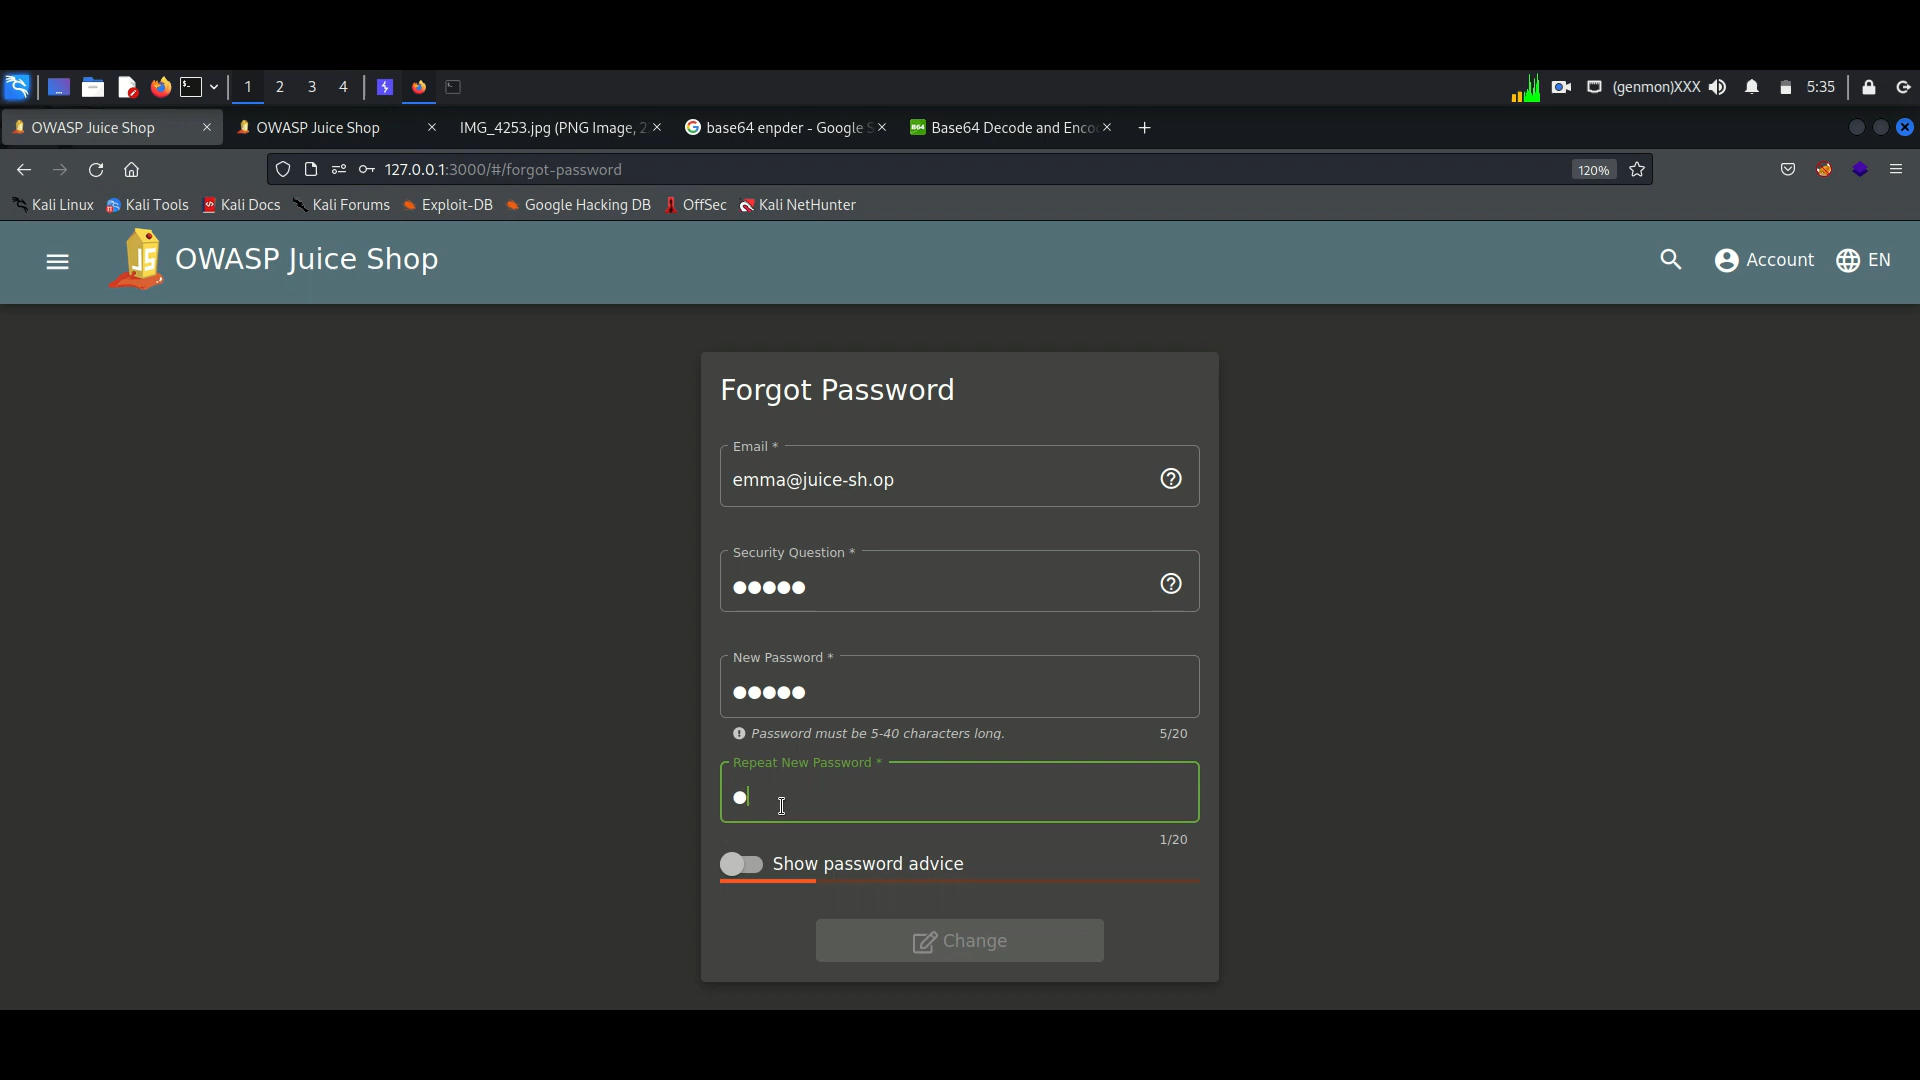 1 2 3 4 (genmon)XXX 5:35
OWASP Juice Shop OWASP Juice Shop IMG_4253.jpg (PNG Image, 2 base64 enpder - Google S Base64 Decode and Enco
127.0.0.1:3000/#/forgot-password 120%
Kali Linux Kali Tools Kali Docs Kali Forums Exploit-DB Google Hacking DB OffSec Kali NetHunter
OWASP Juice Shop Account EN
Forgot Password
Email *
emma@juice-sh.op
Security Question *
●●●●●
New Password *
●●●●●
Password must be 5-40 characters long. 5/20
Repeat New Password *
●
1/20
Show password advice
Change